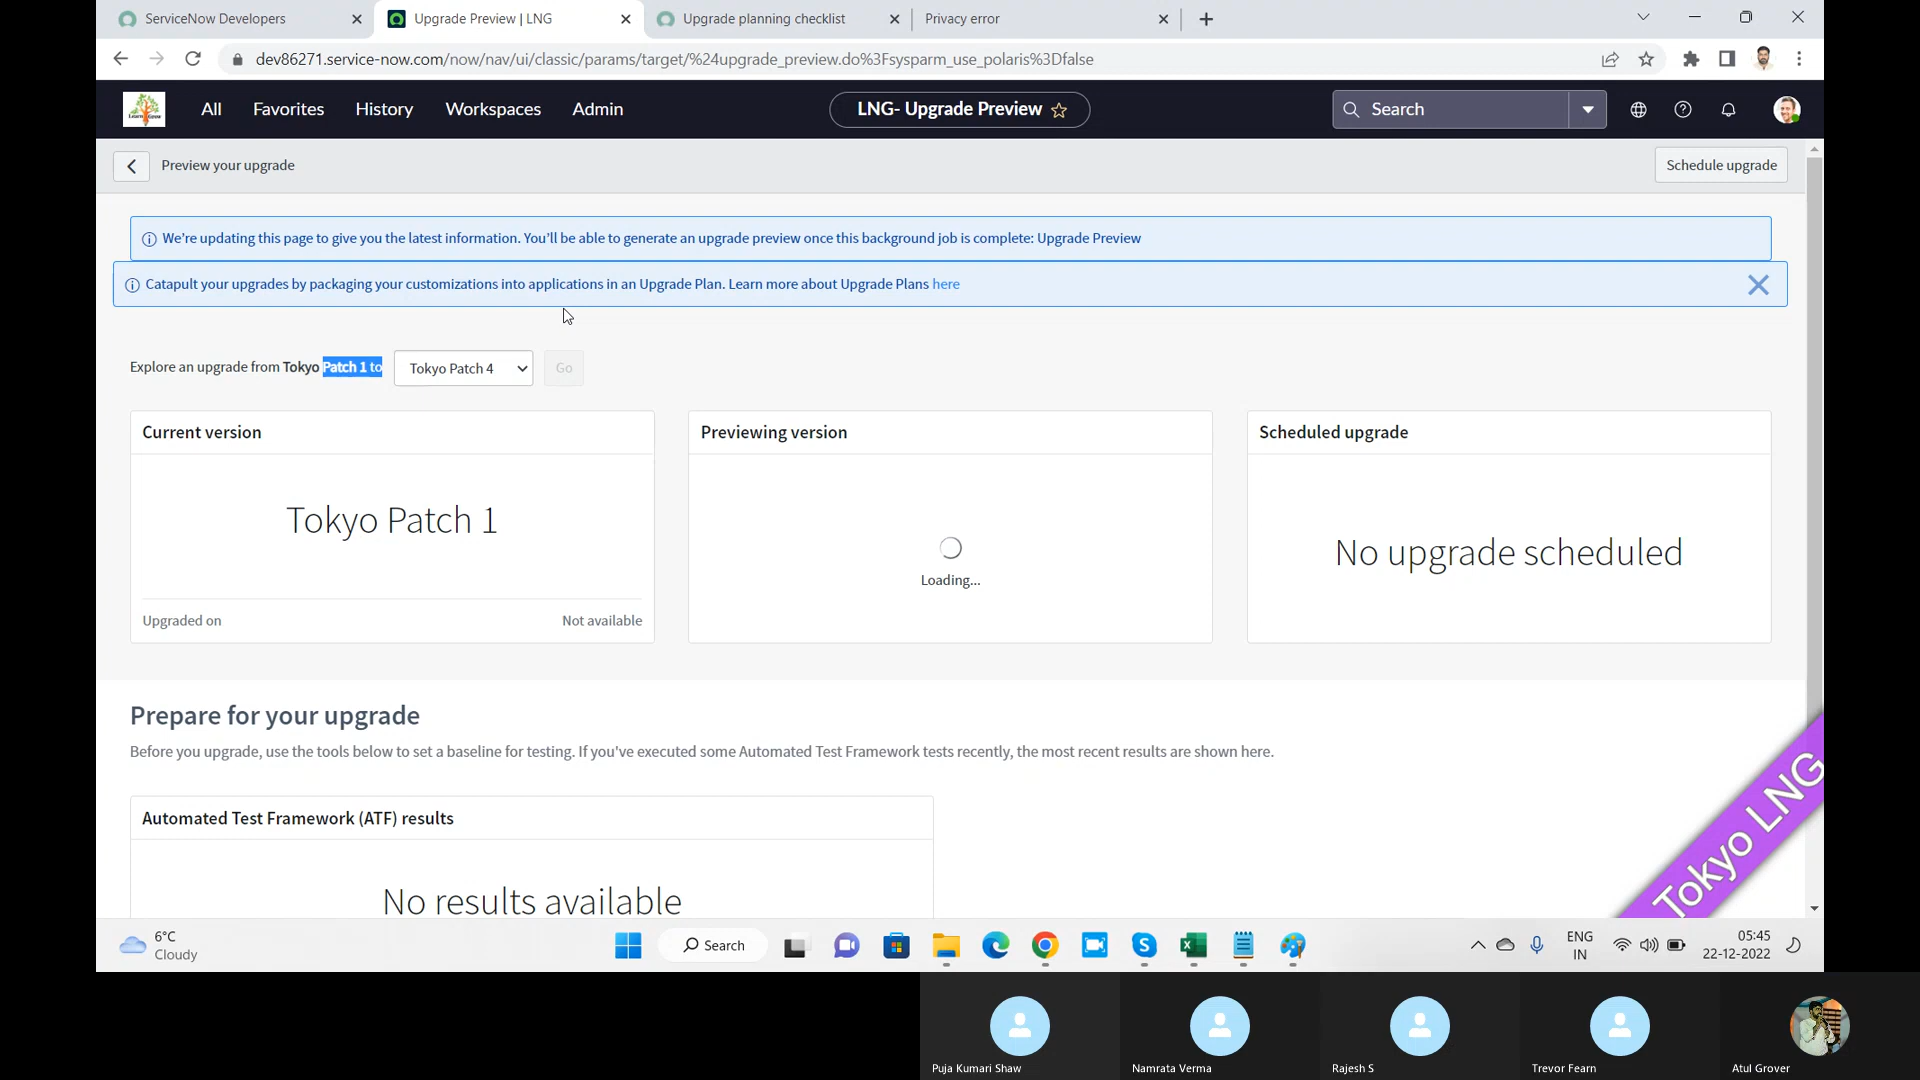 ServiceNow Developers
Upgrade Preview | LNG
Upgrade planning checklist
Privacy error
dev86271.service-now.com/now/nav/ui/classic/params/target/%24upgrade_preview.do%3Fsysparm_use_polaris%3Dfalse
All
Favorites
History
Workspaces
Admin
LNG- Upgrade Preview
Search
Preview your upgrade
Schedule upgrade
We're updating this page to give you the latest information. You'll be able to generate an upgrade preview once this background job is complete: Upgrade Preview
Catapult your upgrades by packaging your customizations into applications in an Upgrade Plan. Learn more about Upgrade Plans here
Explore an upgrade from Tokyo Patch 1 to
Tokyo Patch 4
Go
Current version
Tokyo Patch 1
Upgraded on
Not available
Previewing version
Loading...
Scheduled upgrade
No upgrade scheduled
Prepare for your upgrade
Before you upgrade, use the tools below to set a baseline for testing. If you've executed some Automated Test Framework tests recently, the most recent results are shown here.
Automated Test Framework (ATF) results
No results available
Tokyo LNG
6°C
Cloudy
Search
ENG
IN
05:45
22-12-2022
Puja Kumari Shaw
Namrata Verma
Rajesh S
Trevor Fearn
Atul Grover